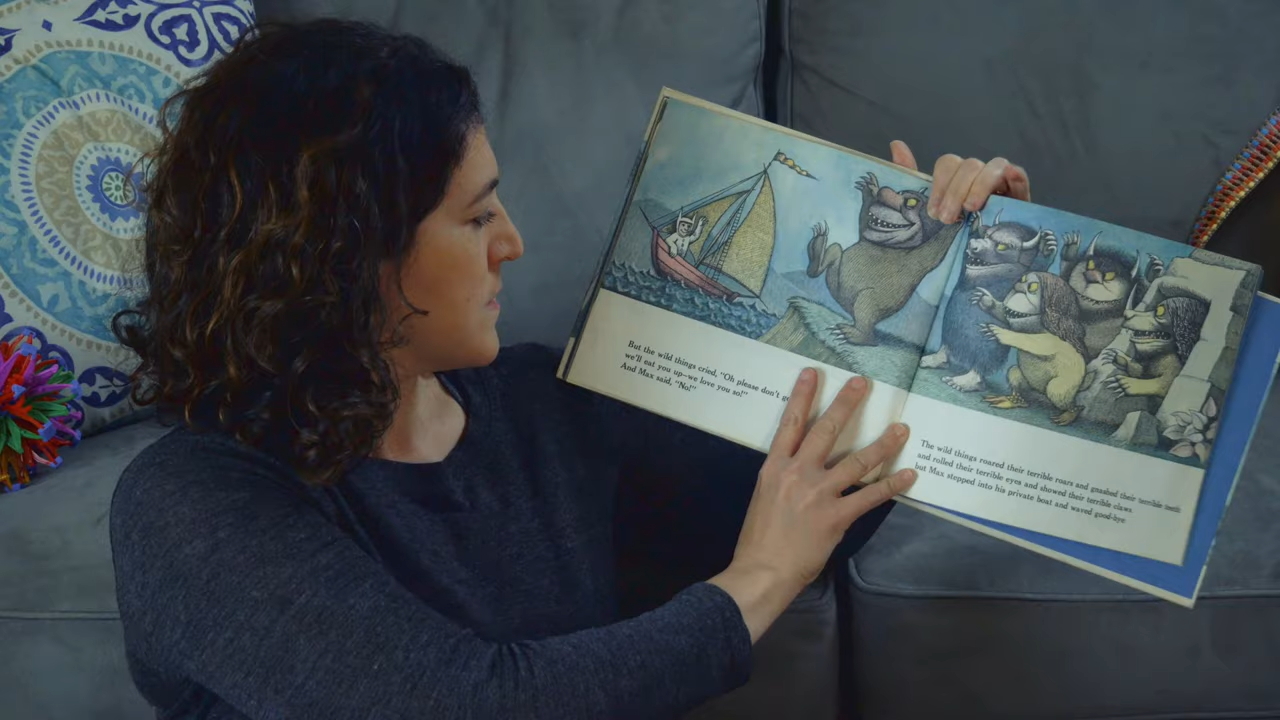 But the wild things cried, "Oh please don't go
we'll eat you up—we love you so!"
And Max said, "No!"
The wild things roared their terrible roars and gnashed their terrible teeth
and rolled their terrible eyes and showed their terrible claws
but Max stepped into his private boat and waved good-bye